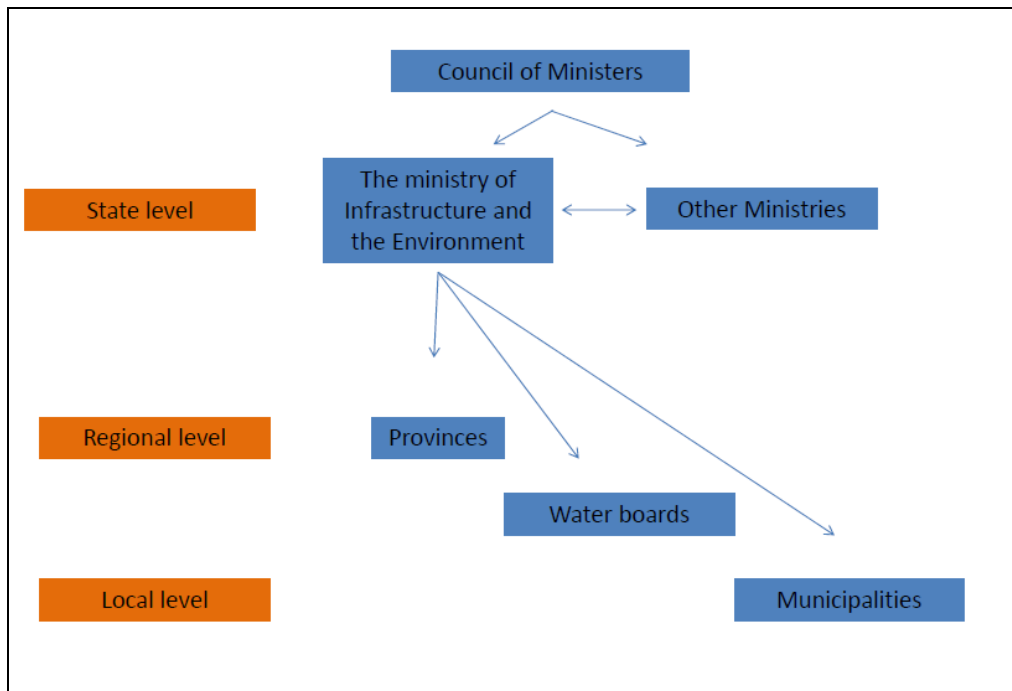 Council of Ministers
The ministry of
Infrastructure and
the Environment
State level
Other Ministries
Regional level
Provinces
Water boards
Local level
Municipalities